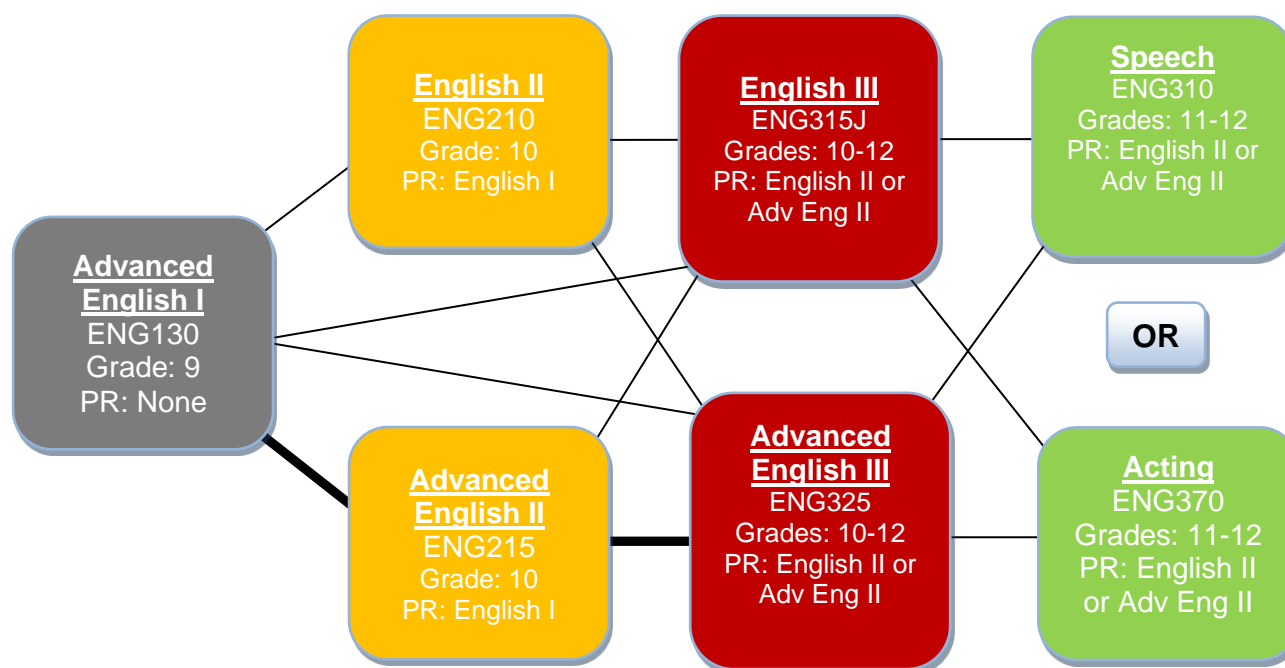 Advanced
English I
ENG130
Grade: 9
PR: None
English II
ENG210
Grade: 10
PR: English I
Advanced
English II
ENG215
Grade: 10
PR: English I
English III
ENG315J
Grades: 10-12
PR: English II or
Adv Eng II
Advanced
English III
ENG325
Grades: 10-12
PR: English II or
Adv Eng II
Speech
ENG310
Grades: 11-12
PR: English II or
Adv Eng II
OR
Acting
ENG370
Grades: 11-12
PR: English II
or Adv Eng II